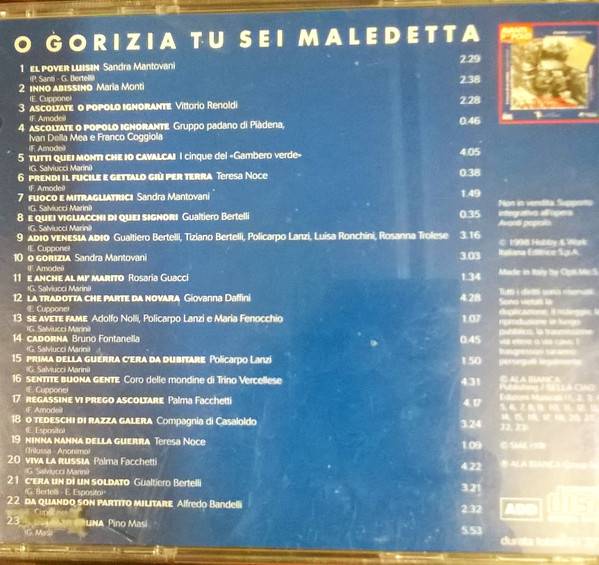 O GORIZIA TU SEI MALEDETTA
1 EL POVER LUISIN Sandra Mantovani 2.29
(P. Santi - G. Bertelli)
2 INNO ABISSINO Maria Monti 2.38
(E. Cuppone)
3 ASCOLTATE O POPOLO IGNORANTE Vittorio Renoldi 2.28
(F. Amodei)
4 ASCOLTATE O POPOLO IGNORANTE Gruppo padano di Piàdena, 0.46
Ivan Della Mea e Franco Coggiola
(F. Amodei)
5 TUTTI QUEI MONTI CHE IO CAVALCAI I cinque del «Gambero verde» 4.05
(G. Salviucci Marini)
6 PRENDI IL FUCILE E GETTALO GIÙ PER TERRA Teresa Noce 0.38
(F. Amodei)
7 FUOCO E MITRAGLIATRICI Sandra Mantovani 1.49
(G. Salviucci Marini)
8 E QUEI VIGLIACCHI DI QUEI SIGNORI Gualtiero Bertelli 0.35
(G. Salviucci Marini)
9 ADIO VENESIA ADIO Gualtiero Bertelli, Tiziano Bertelli, Policarpo Lanzi, Luisa Ronchini, Rosanna Trolese 3.16
(E. Cuppone)
10 O GORIZIA Sandra Mantovani 3.03
(F. Amodei)
11 E ANCHE AL MI' MARITO Rosaria Guacci 1.34
(G. Salviucci Marini)
12 LA TRADOTTA CHE PARTE DA NOVARA Giovanna Daffini 4.28
(E. Cuppone)
13 SE AVETE FAME Adolfo Nolli, Policarpo Lanzi e Maria Fenocchio 1.07
(G. Salviucci Marini)
14 CADORNA Bruno Fontanella 0.45
(G. Salviucci Marini)
15 PRIMA DELLA GUERRA C'ERA DA DUBITARE Policarpo Lanzi 1.50
(G. Salviucci Marini)
16 SENTITE BUONA GENTE Coro delle mondine di Trino Vercellese 4.31
(E. Cuppone)
17 REGASSINE VI PREGO ASCOLTARE Palma Facchetti 4.17
(F. Amodei)
18 O TEDESCHI DI RAZZA GALERA Compagnia di Casaloldo 3.24
(E. Esposito)
19 NINNA NANNA DELLA GUERRA Teresa Noce 1.09
(Trilussa - Anonimo)
20 VIVA LA RUSSIA Palma Facchetti 4.22
(G. Salviucci Marini)
21 C'ERA UN DÌ UN SOLDATO Gualtiero Bertelli 3.21
(G. Bertelli - E. Esposito)
22 DA QUANDO SON PARTITO MILITARE Alfredo Bandelli 2.32
23 Pino Masi 5.53
(G. Masi)
Non in vendita. Supporto
integrativo all'opera
Avanti popolo
© 1998 Hobby & Work
Italiana Editrice S.p.A.
Made in Italy by Opti.Me.S.
Tutti i diritti sono riservati.
Sono vietati la
duplicazione, il noleggio, la
riproduzione in luogo
pubblico, la trasmissione
via etere o via cavo. I
trasgressori saranno
perseguiti legalmente.
© ALA BIANCA
Publishing / BELLA CIAO
Edizioni Musicali
ADD
durata totale